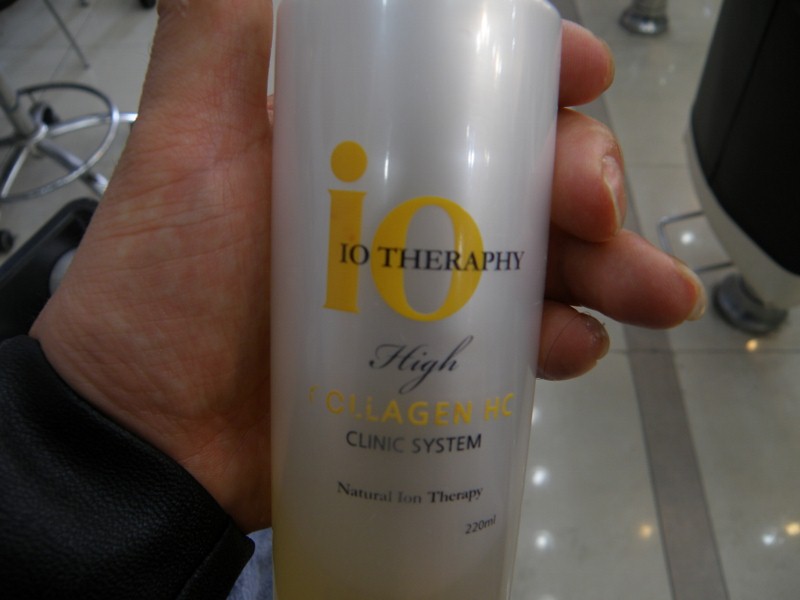 io
IO THERAPHY
High
COLLAGEN HC
CLINIC SYSTEM
Natural Ion Therapy
220ml